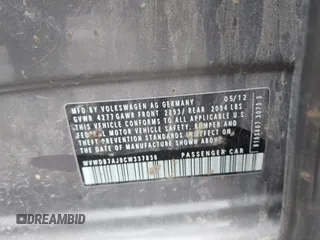 MFD. BY VOLKSWAGEN AG GERMANY 05/12
GVWR 4277 GAWR FRONT 2293 REAR 2094 LBS
THIS VEHICLE CONFORMS TO ALL APPLICABLE
FEDERAL MOTOR VEHICLE SAFETY, BUMPER AND
THEFT PREVENTION STANDARDS IN EFFECT ON THE
DATE OF MANUFACTURE SHOWN ABOVE.
PASSENGER CAR
DREAMBID